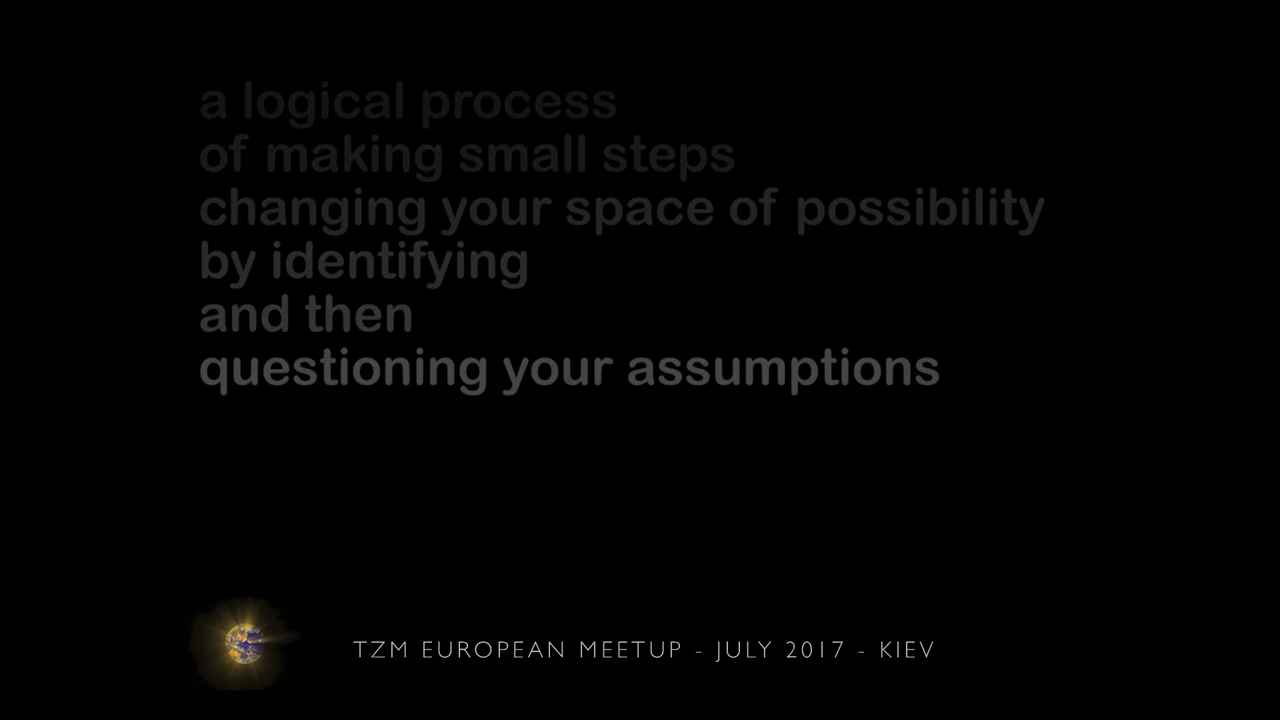 a logical process
of making small steps
changing your space of possibility
by identifying
and then
questioning your assumptions
TZM EUROPEAN MEETUP - JULY 2017 - KIEV